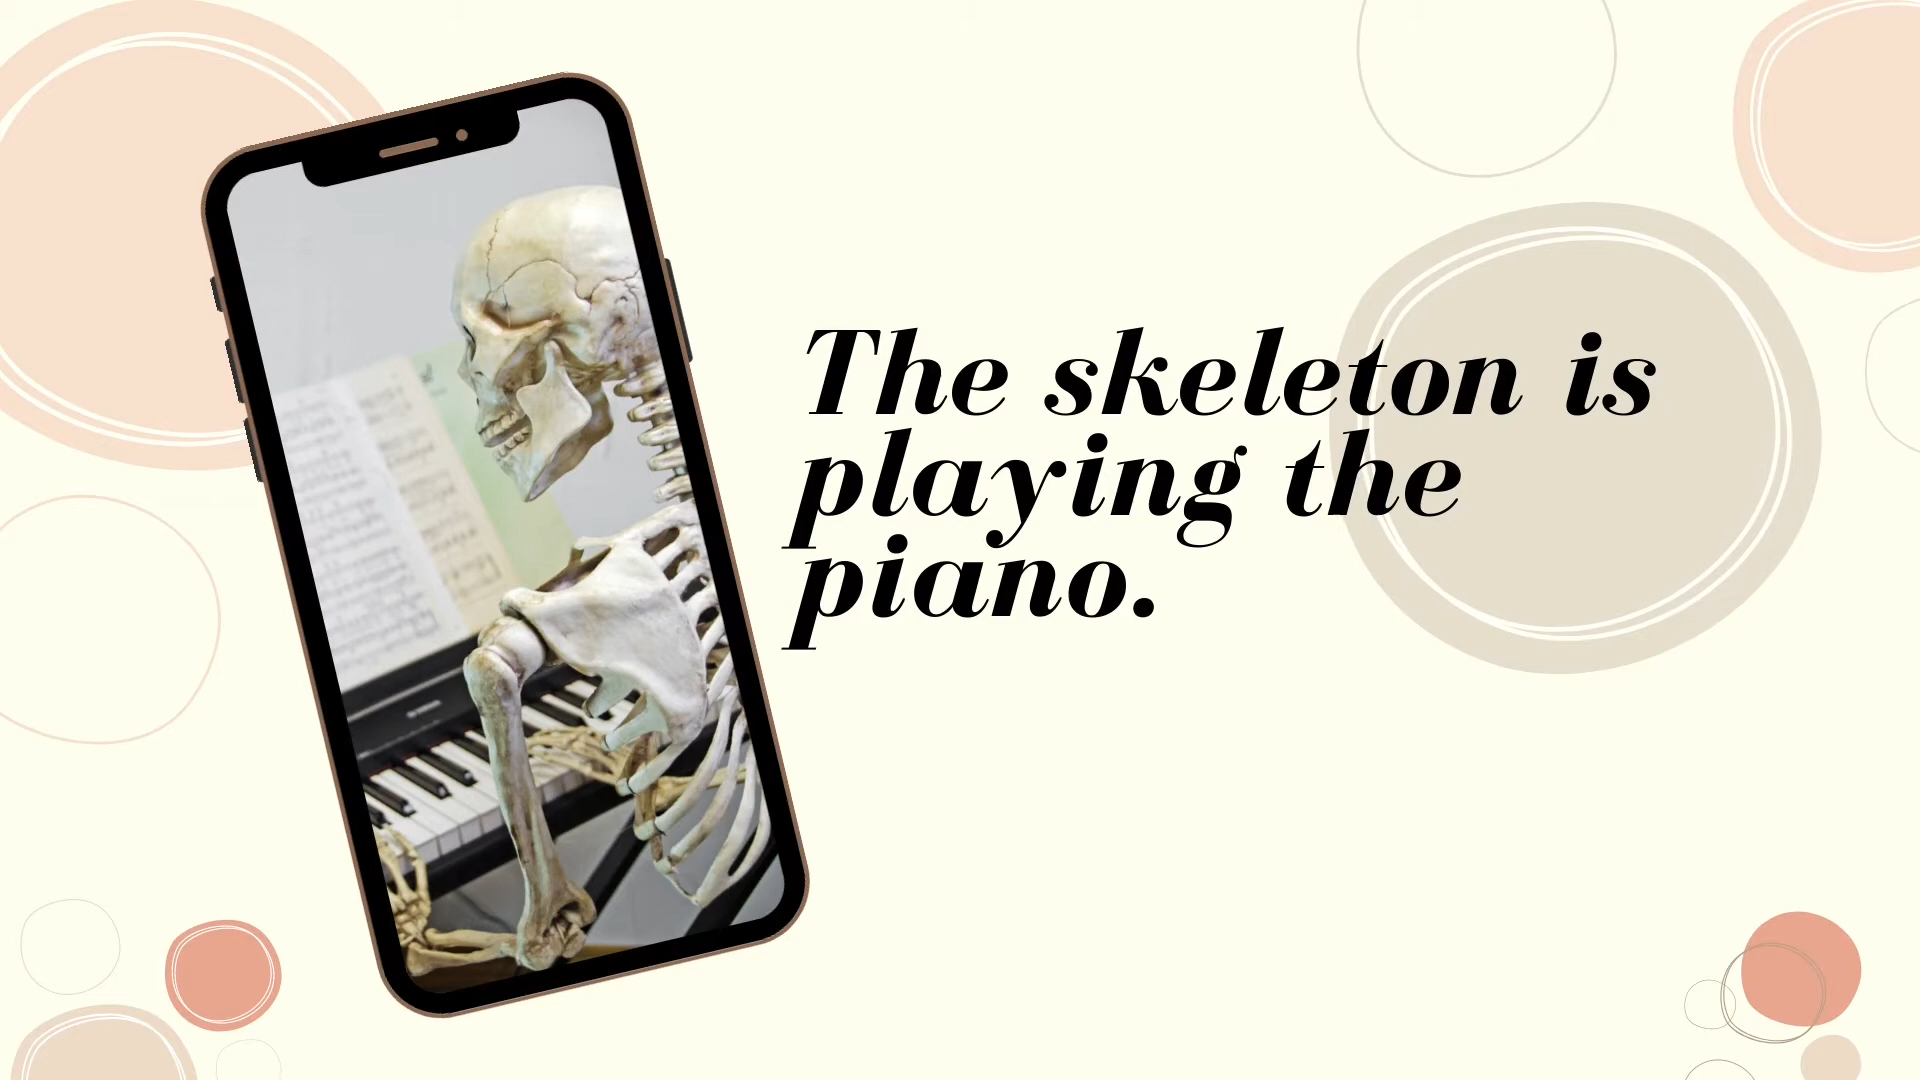 The skeleton is
playing the
piano.